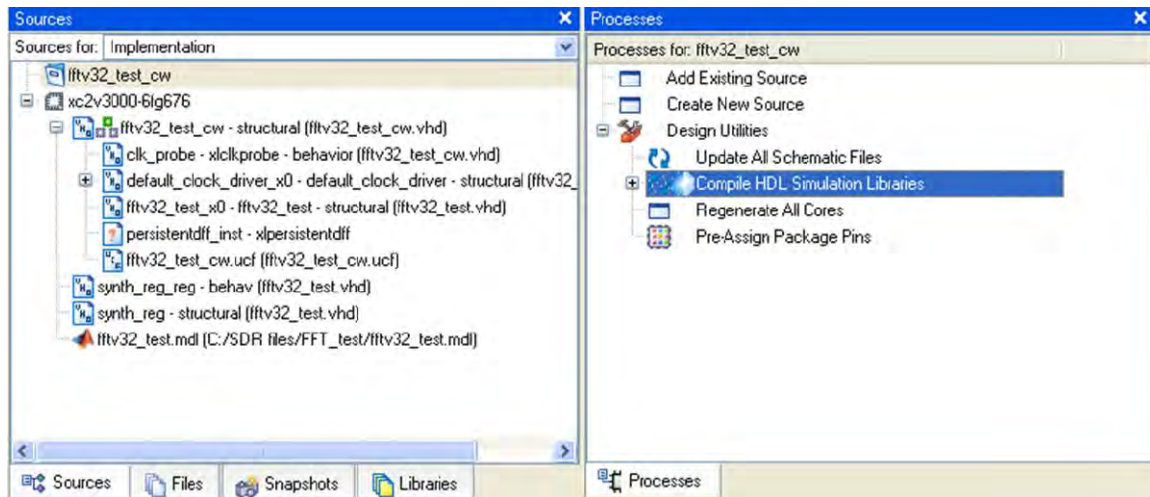 Sources
Sources for: Implementation
fftv32_test_cw
xc2v3000-6fg676
fftv32_test_cw - structural (fftv32_test_cw.vhd)
clk_probe - xlclkprobe - behavior (fftv32_test_cw.vhd)
default_clock_driver_x0 - default_clock_driver - structural (fftv32_
fftv32_test_x0 - fftv32_test - structural (fftv32_test.vhd)
persistentdff_inst - xlpersistentdff
fftv32_test_cw.ucf (fftv32_test_cw.ucf)
synth_reg_reg - behav (fftv32_test.vhd)
synth_reg - structural (fftv32_test.vhd)
fftv32_test.mdl (C:/SDR files/FFT_test/fftv32_test.mdl)
Sources Files Snapshots Libraries
Processes
Processes for: fftv32_test_cw
Add Existing Source
Create New Source
Design Utilities
Update All Schematic Files
Compile HDL Simulation Libraries
Regenerate All Cores
Pre-Assign Package Pins
Processes